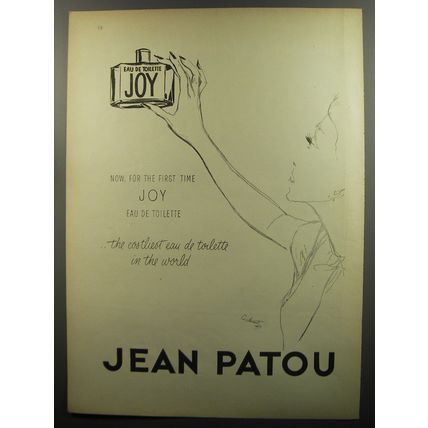 EAU DE TOILETTE
JOY
NOW, FOR THE FIRST TIME
JOY
EAU DE TOILETTE
...the costliest eau de toilette
in the world
JEAN PATOU